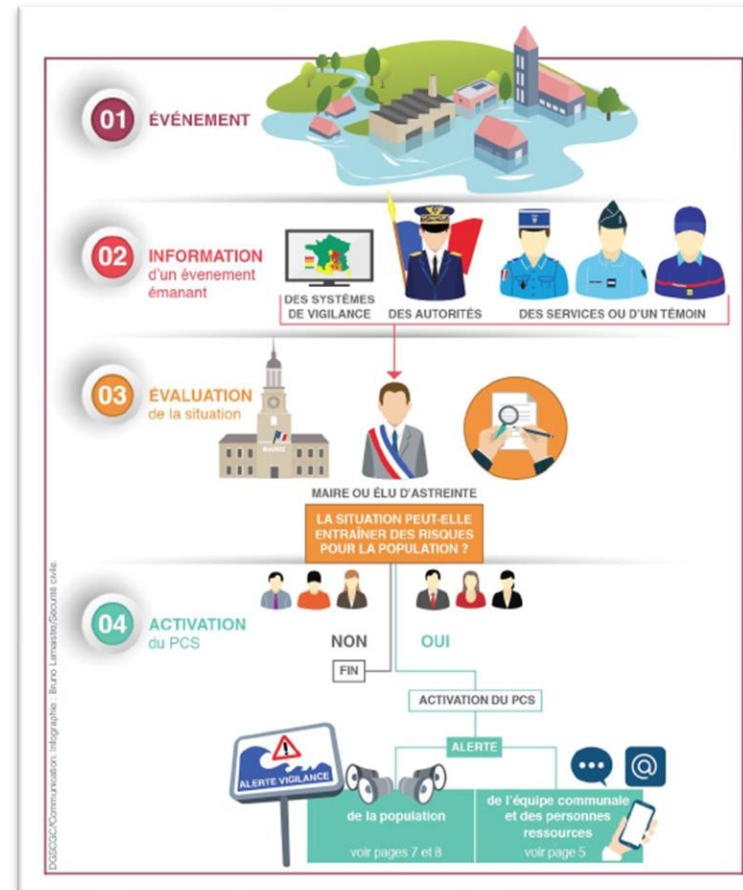 01
ÉVÉNEMENT
02
INFORMATION
d'un évenement
émanant
DES SYSTÈMES
DE VIGILANCE
DES AUTORITÉS
DES SERVICES OU D'UN TÉMOIN
03
ÉVALUATION
de la situation
MAIRIE
MAIRE OU ÉLU D'ASTREINTE
LA SITUATION PEUT-ELLE
ENTRAÎNER DES RISQUES
POUR LA POPULATION ?
04
ACTIVATION
du PCS
NON
OUI
FIN
ACTIVATION DU PCS
ALERTE
ALERTE VIGILANCE
@
de la population
voir pages 7 et 8
de l'équipe communale
et des personnes
ressources
voir page 5
DGSCGC/Communication. Infographie : Bruno Lemaistre/Sécurité civile.